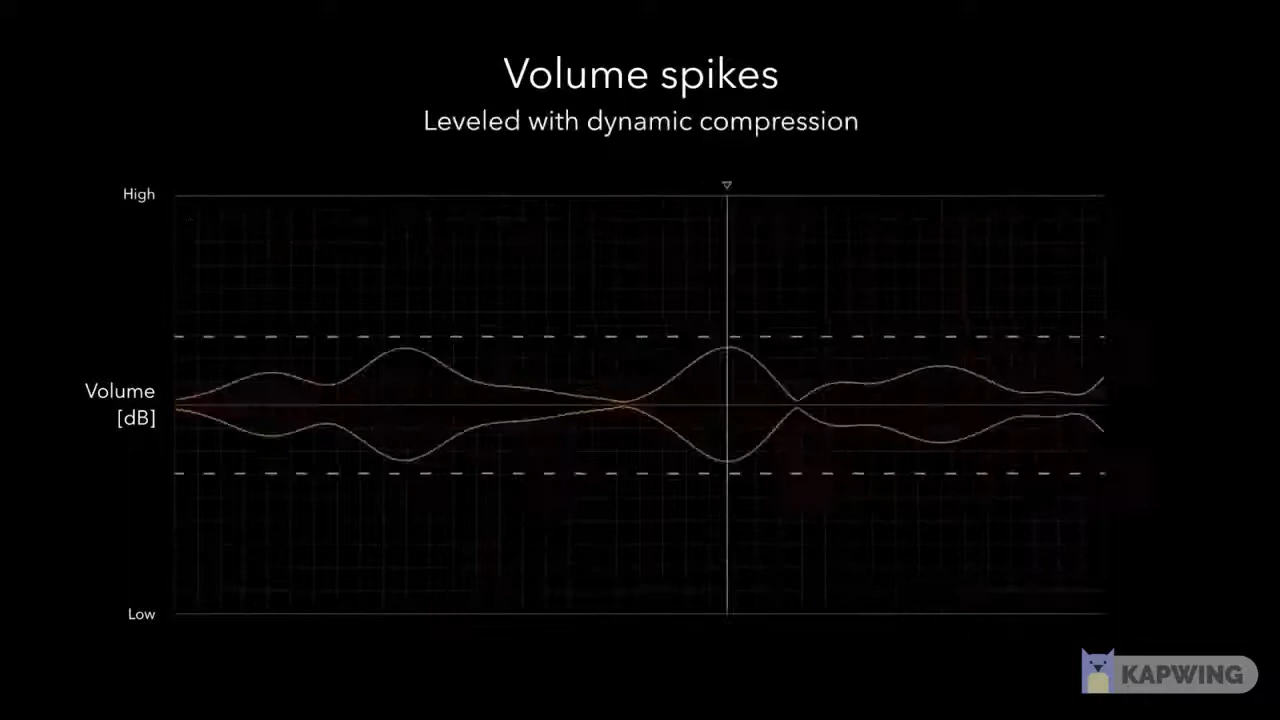 Volume spikes
Leveled with dynamic compression
High
Volume
[dB]
Low
KAPWING